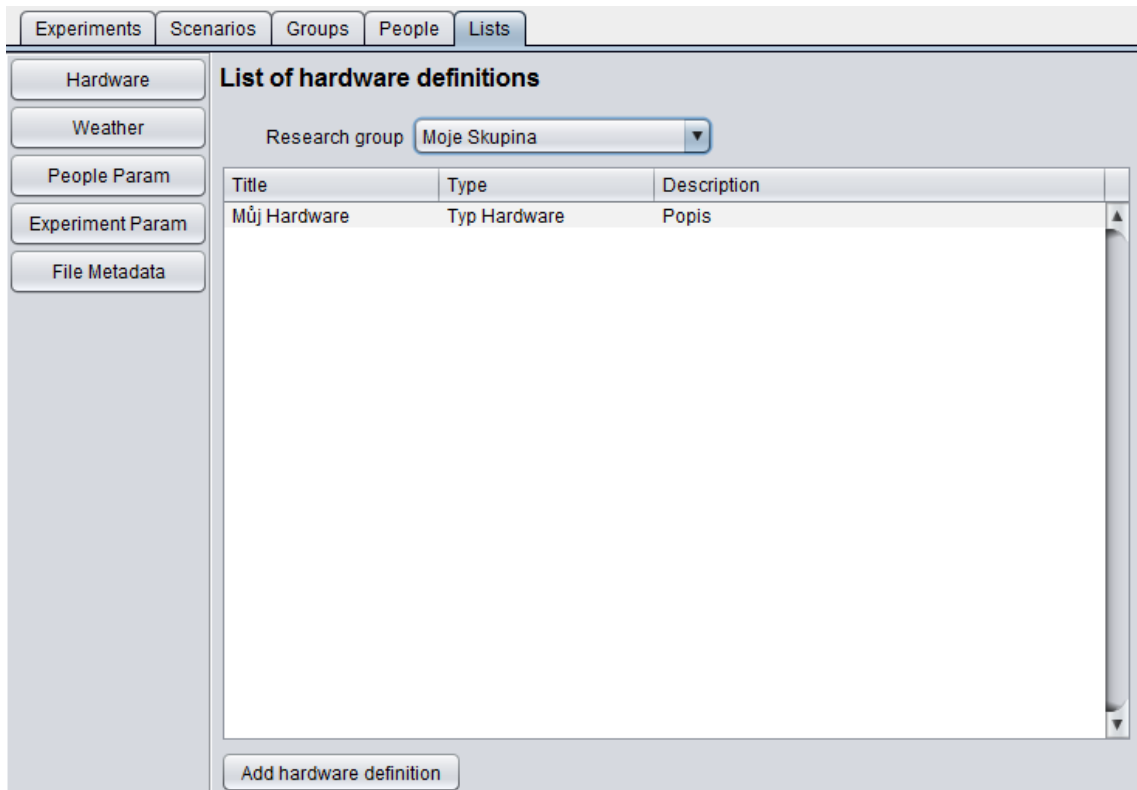 Experiments Scenarios Groups People Lists
Hardware
Weather
People Param
Experiment Param
File Metadata
List of hardware definitions
Research group Moje Skupina
Title Type Description
Můj Hardware Typ Hardware Popis
Add hardware definition